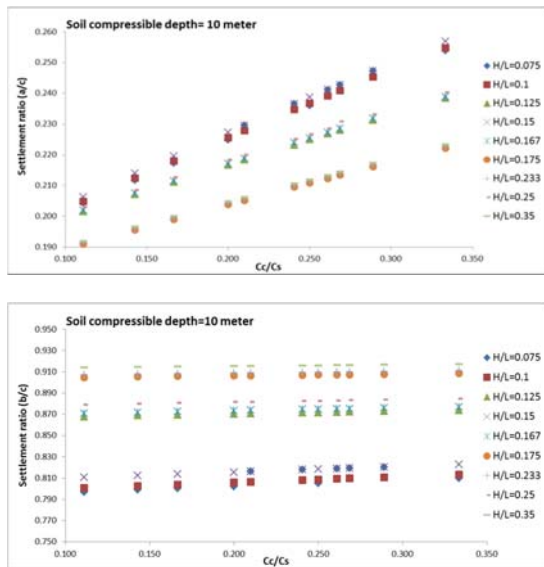 Soil compressible depth= 10 meter
0.260
0.250
0.240
0.230
0.220
0.210
0.200
0.190
Settlement ratio (a/c)
0.100
0.150
0.200
0.250
0.300
0.350
Cc/Cs
H/L=0.075
H/L=0.1
H/L=0.125
H/L=0.15
H/L=0.167
H/L=0.175
H/L=0.233
H/L=0.25
H/L=0.35
Soil compressible depth=10 meter
0.950
0.930
0.910
0.890
0.870
0.850
0.830
0.810
0.790
0.770
0.750
Settlement ratio (b/c)
0.100
0.150
0.200
0.250
0.300
0.350
Cc/Cs
H/L=0.075
H/L=0.1
H/L=0.125
H/L=0.15
H/L=0.167
H/L=0.175
H/L=0.233
H/L=0.25
H/L=0.35